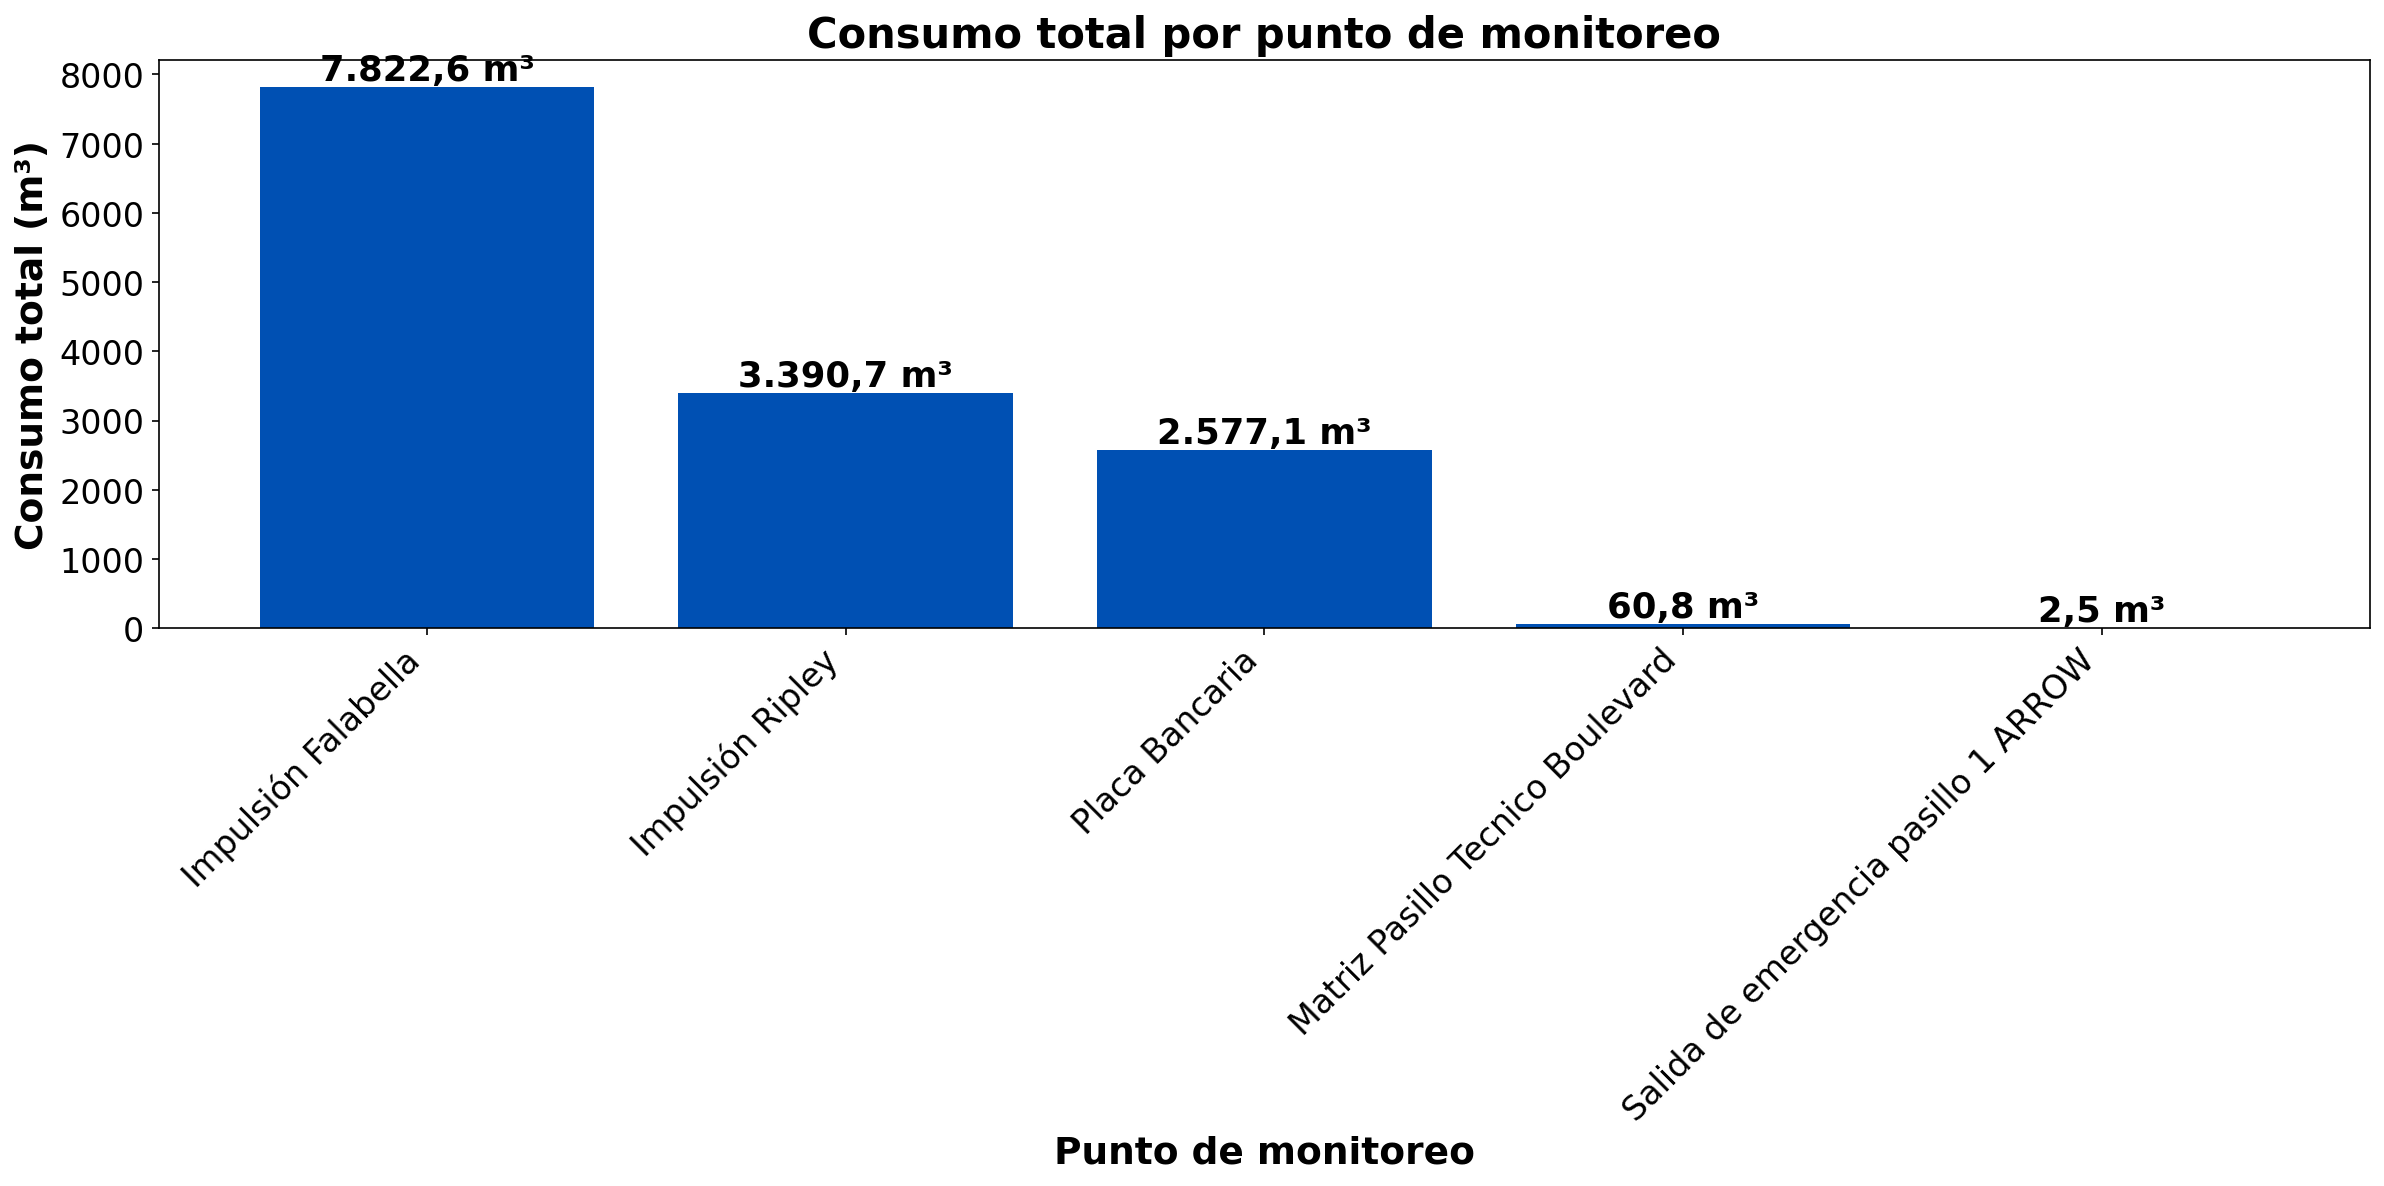 Consumo total por punto de monitoreo
Consumo total (m³)
8000
7000
6000
5000
4000
3000
2000
1000
0
7.822,6 m³
3.390,7 m³
2.577,1 m³
60,8 m³
2,5 m³
Impulsión Falabella
Impulsión Ripley
Placa Bancaria
Matriz Pasillo Tecnico Boulevard
Salida de emergencia pasillo 1 ARROW
Punto de monitoreo